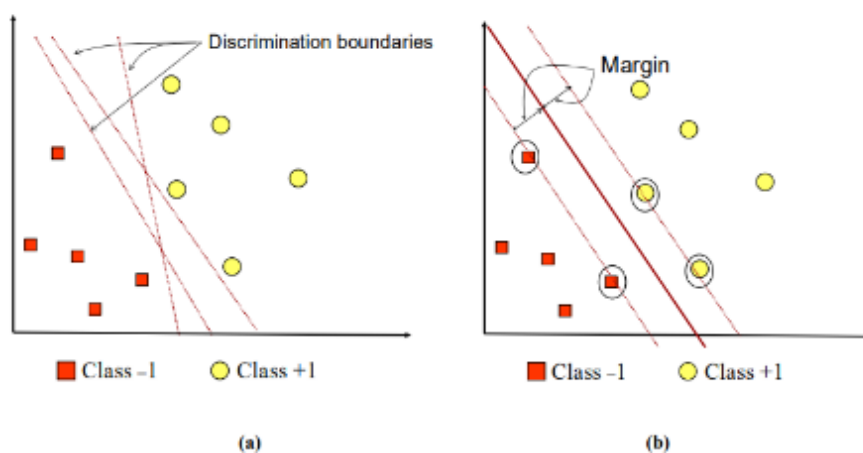 Discrimination boundaries
Class –1 Class +1
(a)
Margin
Class –1 Class +1
(b)